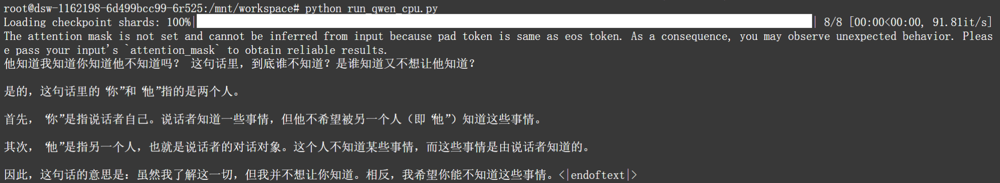 root@dsw-1162198-6d499bcc99-6r525:/mnt/workspace# python run_qwen_cpu.py
Loading checkpoint shards: 100%|██████████| 8/8 [00:00<00:00, 91.81it/s]
The attention mask is not set and cannot be inferred from input because pad token is same as eos token. As a consequence, you may observe unexpected behavior. Pleas
e pass your input's `attention_mask` to obtain reliable results.
他知道我知道你知道他不知道吗？ 这句话里，到底谁不知道？是谁知道又不想让他知道？
是的，这句话里的“你”和“他”指的是两个人。
首先，“你”是指说话者自己。说话者知道一些事情，但他不希望被另一个人（即“他”）知道这些事情。
其次，“他”是指另一个人，也就是说话者的对话对象。这个人不知道某些事情，而这些事情是由说话者知道的。
因此，这句话的意思是：虽然我了解这一切，但我并不想让你知道。相反，我希望你能不知道这些事情。<|endoftext|>